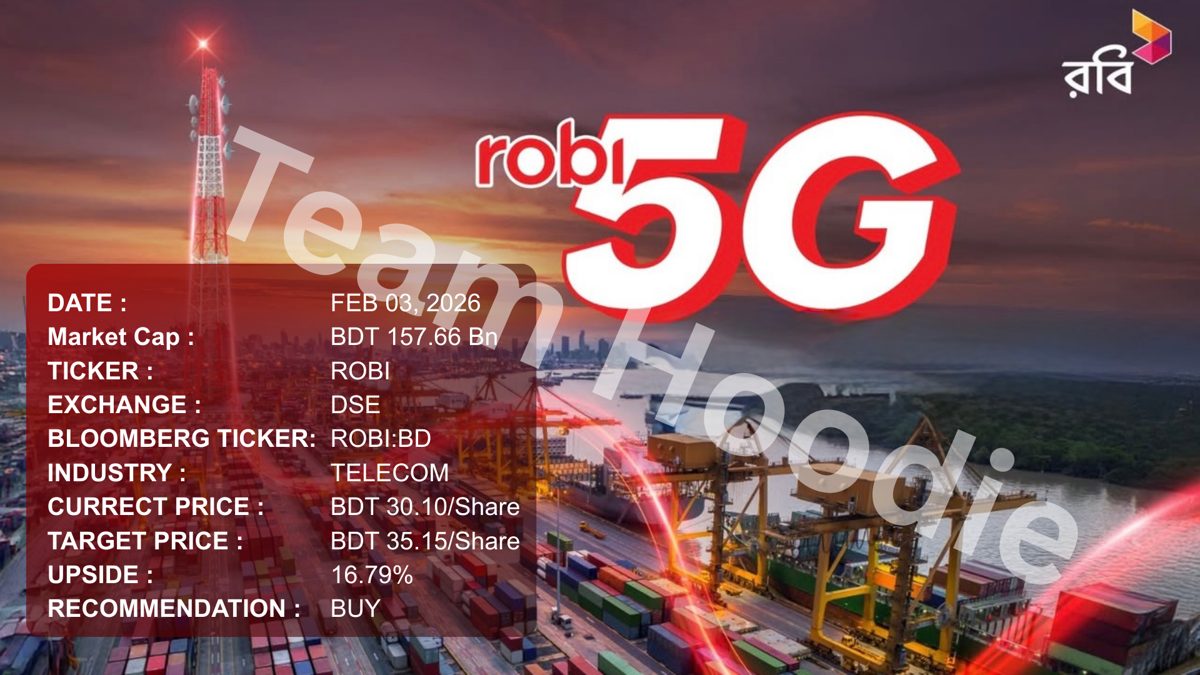 রবি
robi 5G
DATE : FEB 03, 2026
Market Cap : BDT 157.66 Bn
TICKER : ROBI
EXCHANGE : DSE
BLOOMBERG TICKER: ROBI:BD
INDUSTRY : TELECOM
CURRECT PRICE : BDT 30.10/Share
TARGET PRICE : BDT 35.15/Share
UPSIDE : 16.79%
RECOMMENDATION : BUY
Team Hoodie